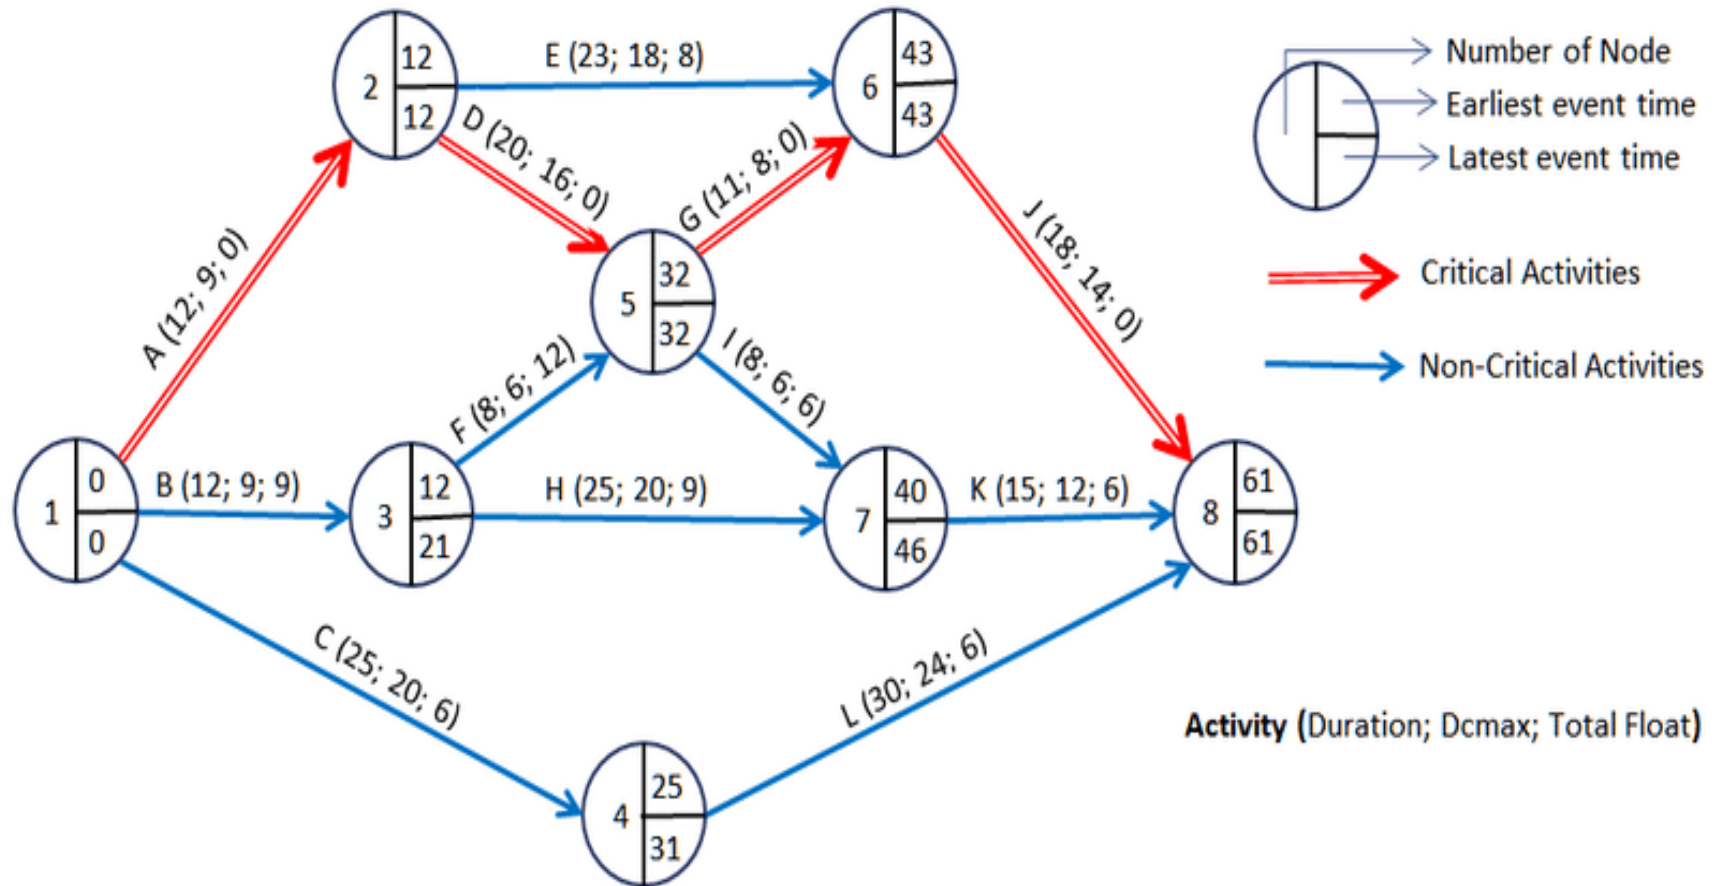 12
2
12
E (23; 18; 8)
43
6
43
Number of Node
Earliest event time
Latest event time
D (20; 16; 0)
G (11; 8; 0)
A (12; 9; 0)
J (18; 14; 0)
32
5
32
Critical Activities
F (8; 6; 12)
I (8; 6; 6)
Non-Critical Activities
0
1
0
B (12; 9; 9)
12
3
21
H (25; 20; 9)
40
7
46
K (15; 12; 6)
61
8
61
C (25; 20; 6)
L (30; 24; 6)
Activity (Duration; Dcmax; Total Float)
25
4
31